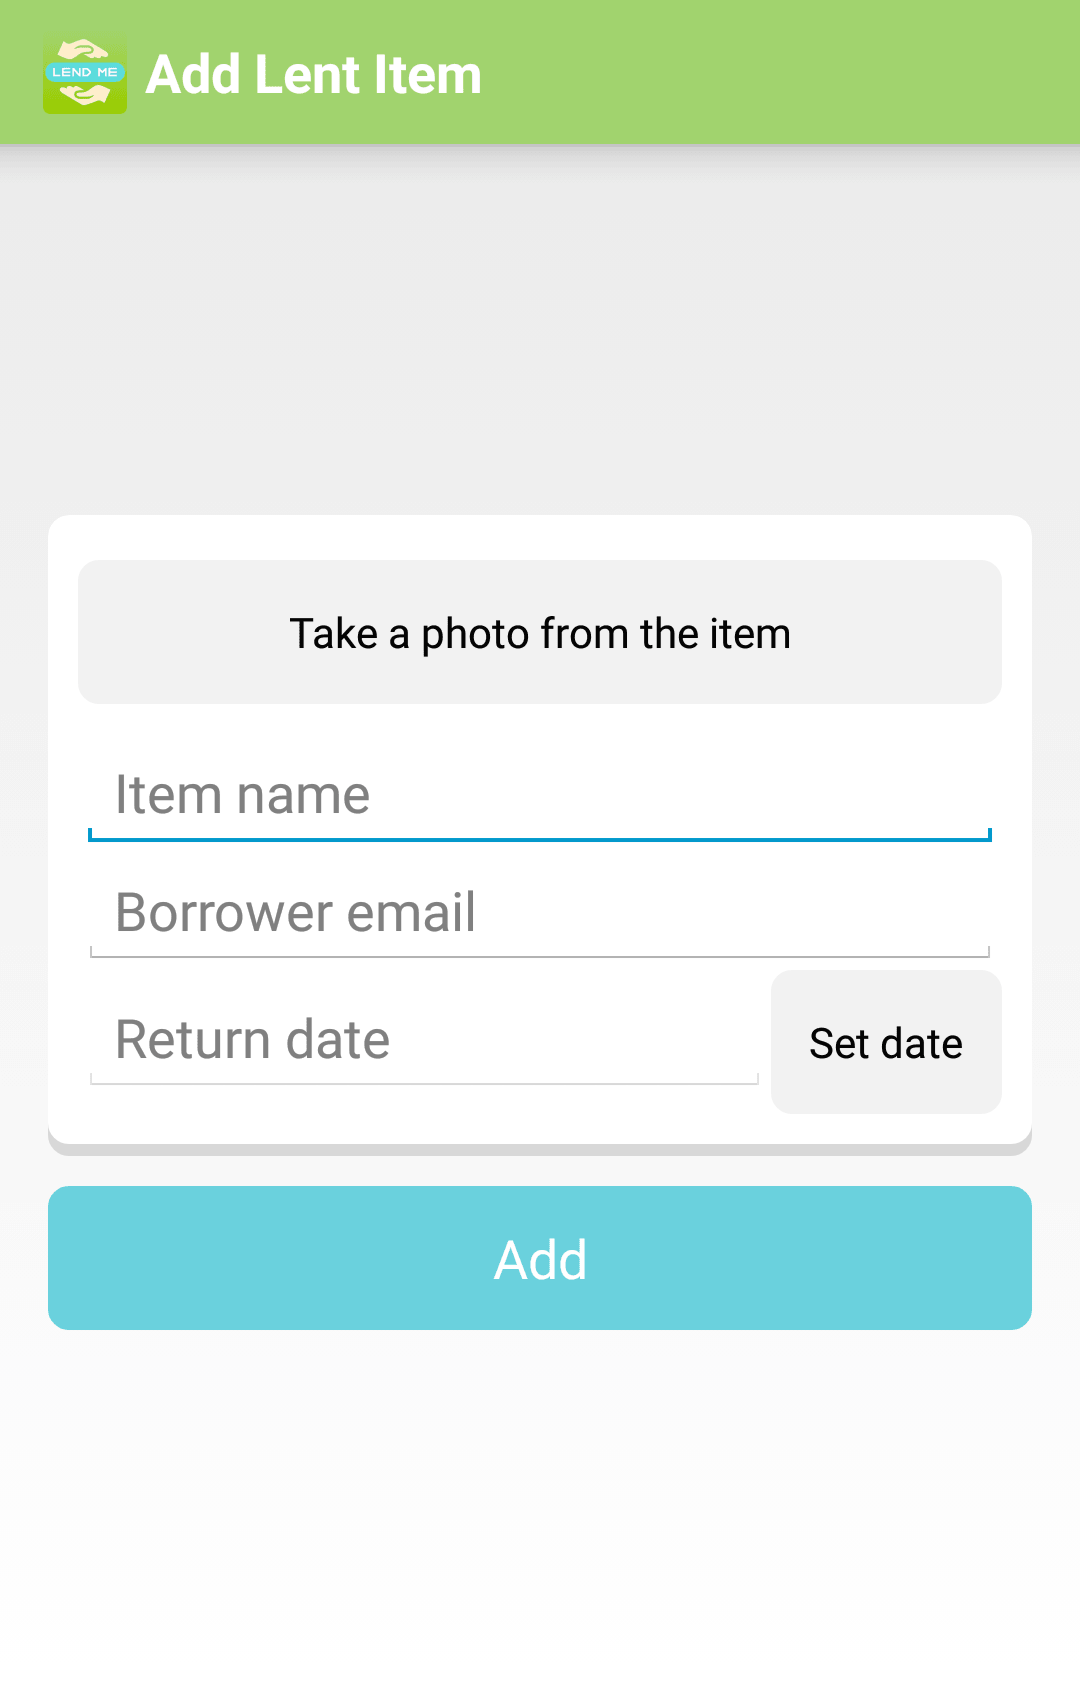 LEND ME
Add Lent Item
Take a photo from the item
Item name
Borrower email
Return date
Set date
Add